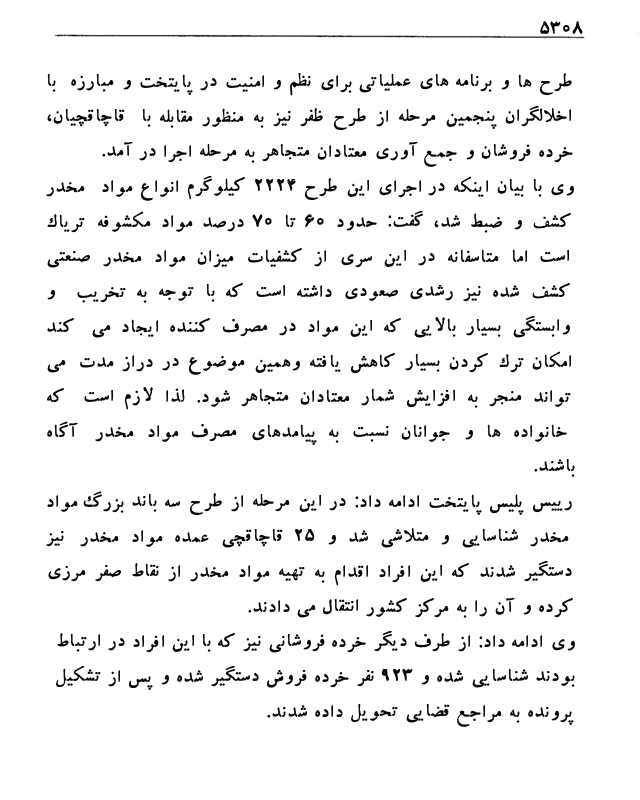 ۵۳۰۸
طرح ها و برنامه های عملیاتی برای نظم و امنیت در پایتخت و مبارزه با
اخلالگران پنجمین مرحله از طرح ظفر نیز به منظور مقابله با قاچاقچیان،
خرده فروشان و جمع آوری معتادان متجاهر به مرحله اجرا در آمد.
وی با بیان اینکه در اجرای این طرح ۲۲۲۴ کیلوگرم انواع مواد مخدر
کشف و ضبط شد، گفت: حدود ۶۰ تا ۷۰ درصد مواد مکشوفه تریاك
است اما متاسفانه در این سری از کشفیات میزان مواد مخدر صنعتی
کشف شده نیز رشدی صعودی داشته است که با توجه به تخریب و
وابستگی بسیار بالایی که این مواد در مصرف کننده ایجاد می کند
امکان ترك کردن بسیار کاهش یافته وهمین موضوع در دراز مدت می
تواند منجر به افزایش شمار معتادان متجاهر شود. لذا لازم است که
خانواده ها و جوانان نسبت به پیامدهای مصرف مواد مخدر آگاه
باشند.
رییس پلیس پایتخت ادامه داد: در این مرحله از طرح سه باند بزرگ مواد
مخدر شناسایی و متلاشی شد و ۲۵ قاچاقچی عمده مواد مخدر نیز
دستگیر شدند که این افراد اقدام به تهیه مواد مخدر از نقاط صفر مرزی
کرده و آن را به مرکز کشور انتقال می دادند.
وی ادامه داد: از طرف دیگر خرده فروشانی نیز که با این افراد در ارتباط
بودند شناسایی شده و ۹۲۳ نفر خرده فروش دستگیر شده و پس از تشکیل
پرونده به مراجع قضایی تحویل داده شدند.